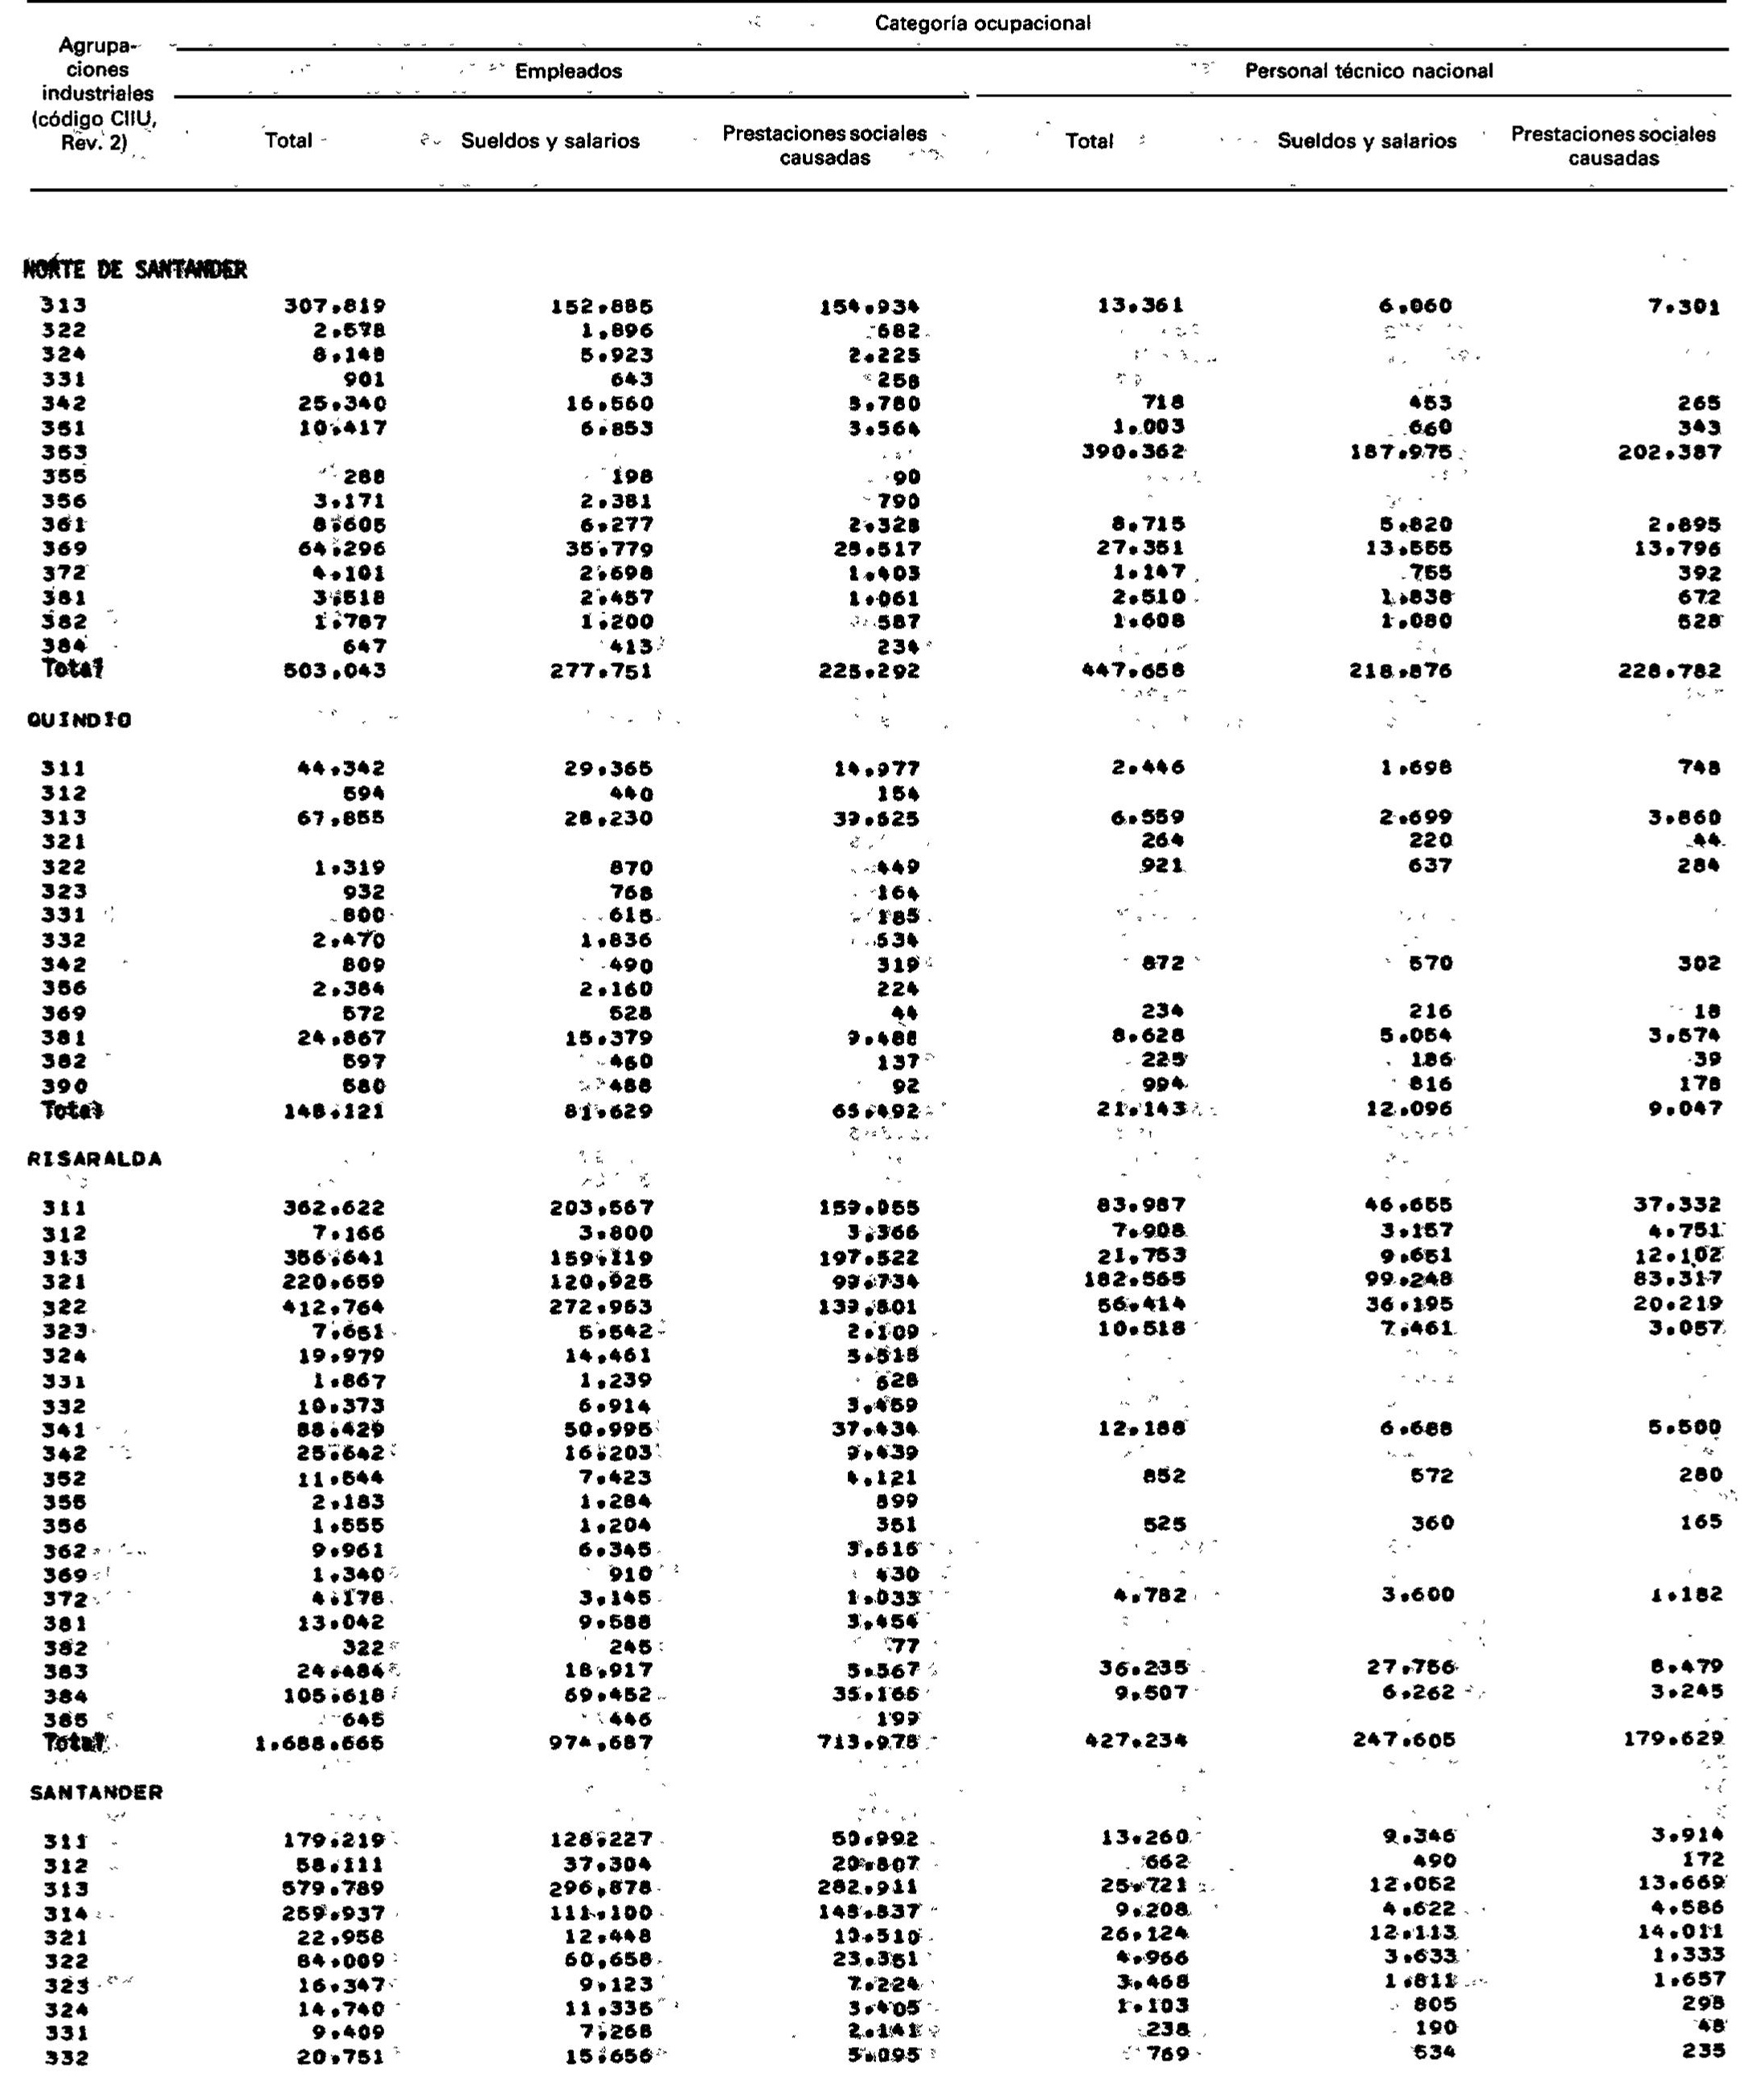 Categoría ocupacional
Agrupa-
ciones
industriales
(código CIIU,
Rev. 2)
Empleados Personal técnico nacional
Total Sueldos y salarios Prestaciones sociales causadas Total Sueldos y salarios Prestaciones sociales causadas
NORTE DE SANTANDER
313 307.819 152.885 154.934 13.361 6.060 7.301
322 2.578 1.896 682
324 8.148 5.923 2.225
331 901 643 258
342 25.340 16.560 8.780 718 453 265
351 10.417 6.853 3.564 1.003 660 343
353 390.362 187.975 202.387
355 288 198 90
356 3.171 2.381 790
361 8.605 6.277 2.328 8.715 5.820 2.895
369 64.296 35.779 28.517 27.351 13.555 13.796
372 4.101 2.698 1.403 1.147 755 392
381 3.518 2.457 1.061 2.510 1.838 672
382 1.787 1.200 587 1.608 1.080 528
384 647 413 234
Total 503.043 277.751 225.292 447.658 218.876 228.782
QUINDIO
311 44.342 29.365 14.977 2.446 1.698 748
312 594 440 154
313 67.855 28.230 39.625 6.559 2.699 3.860
321 264 220 44
322 1.319 870 449 921 637 284
323 932 768 164
331 800 615 185
332 2.470 1.836 634
342 809 490 319 872 570 302
356 2.384 2.160 224
369 572 528 44 234 216 18
381 24.867 15.379 9.488 8.628 5.054 3.574
382 597 460 137 225 186 39
390 580 488 92 994 816 178
Total 148.121 81.629 66.492 21.143 12.096 9.047
RISARALDA
311 362.622 203.567 159.055 83.987 46.655 37.332
312 7.166 3.800 3.366 7.908 3.157 4.751
313 356.641 159.119 197.522 21.753 9.651 12.102
321 220.659 120.925 99.734 182.565 99.248 83.317
322 412.764 272.963 139.801 56.414 36.195 20.219
323 7.651 5.542 2.109 10.518 7.461 3.057
324 19.979 14.461 5.518
331 1.867 1.239 628
332 10.373 6.914 3.459
341 88.429 50.995 37.434 12.188 6.688 5.500
342 25.642 16.203 9.439
352 11.544 7.423 4.121 852 572 280
355 2.183 1.284 899
356 1.555 1.204 351 525 360 165
362 9.961 6.345 3.616
369 1.340 910 430
372 4.178 3.145 1.033 4.782 3.600 1.182
381 13.042 9.588 3.454
382 322 245 77
383 24.484 18.917 5.567 36.235 27.756 8.479
384 105.618 69.452 36.166 9.507 6.262 3.245
385 645 446 199
Total 1.688.665 974.687 713.978 427.234 247.605 179.629
SANTANDER
311 179.219 128.227 50.992 13.260 9.346 3.914
312 58.111 37.304 20.807 662 490 172
313 579.789 296.878 282.911 25.721 12.052 13.669
314 259.937 111.100 148.837 9.208 4.622 4.586
321 22.958 12.448 10.510 26.124 12.113 14.011
322 84.009 60.658 23.351 4.966 3.633 1.333
323 16.347 9.123 7.224 3.468 1.811 1.657
324 14.740 11.335 3.405 1.103 805 298
331 9.409 7.268 2.141 238 190 48
332 20.751 15.656 5.095 769 534 235